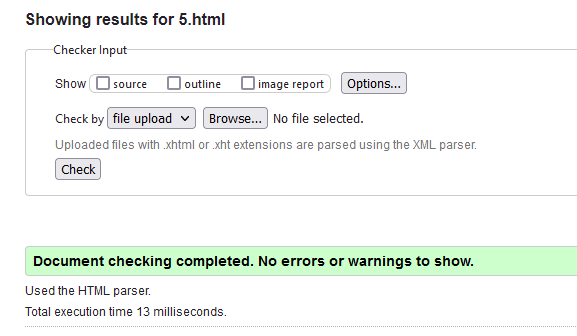 Showing results for 5.html
Checker Input
Show source outline image report Options...
Check by file upload Browse... No file selected.
Uploaded files with .xhtml or .xht extensions are parsed using the XML parser.
Check
Document checking completed. No errors or warnings to show.
Used the HTML parser.
Total execution time 13 milliseconds.